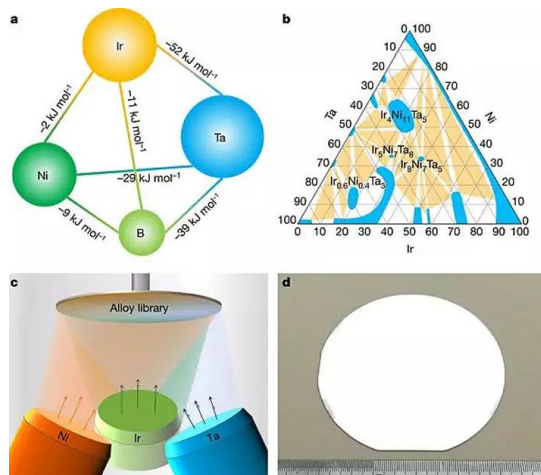 a
Ir
–52 kJ mol⁻¹
–2 kJ mol⁻¹
–11 kJ mol⁻¹
Ta
Ni
–29 kJ mol⁻¹
–9 kJ mol⁻¹
B
–39 kJ mol⁻¹
b
0 100
10 90
20 80
30 70
40 60
50 50
60 40
70 30
80 20
90 10
100 0
Ta
Ni
Ir₄Ni₁₁Ta₅
Ir₅Ni₇Ta₈
Ir₈Ni₇Ta₅
Ir₀.₆Ni₀.₄Ta₃
0 10 20 30 40 50 60 70 80 90 100
Ir
c
Alloy library
Ni
Ir
Ta
d